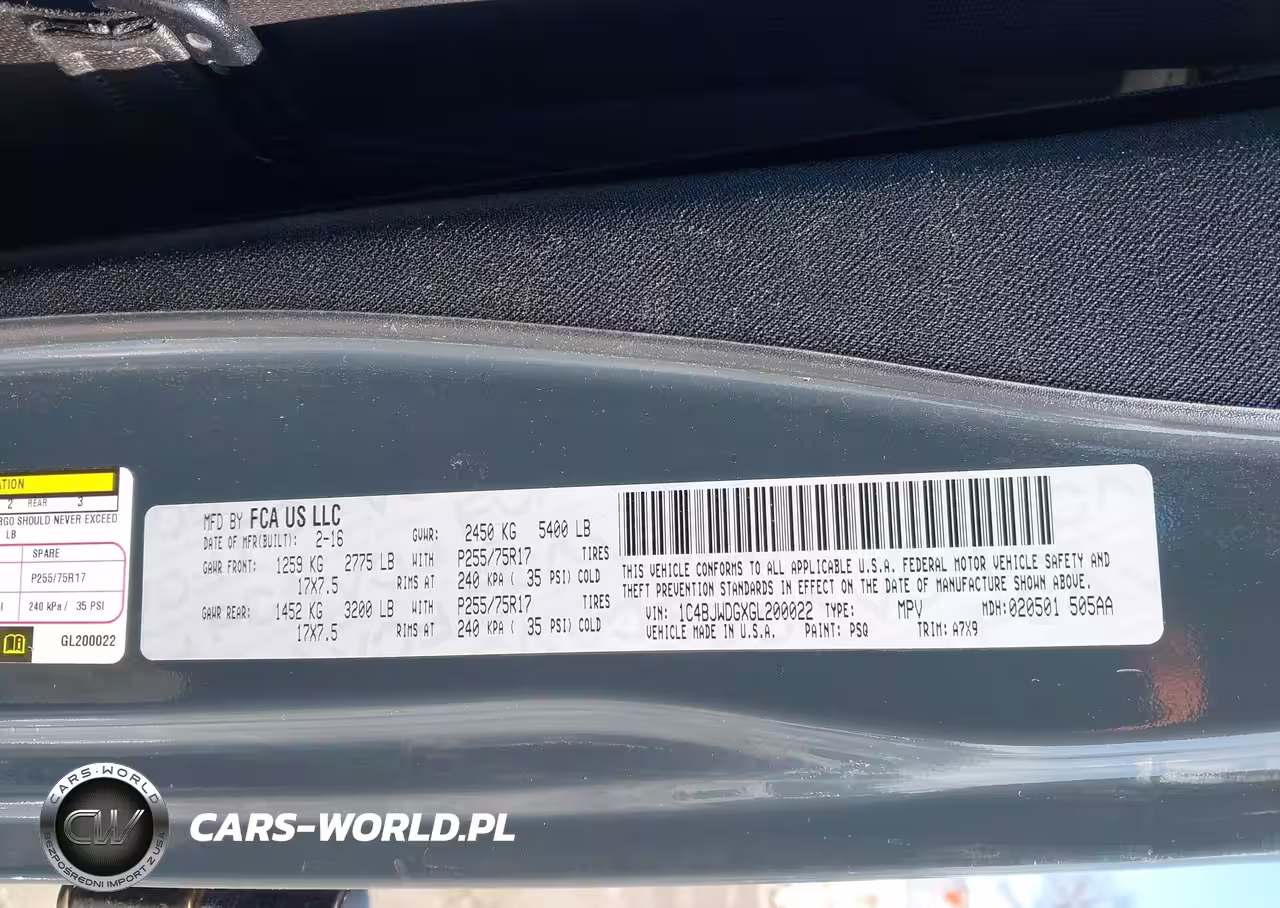 ATION
2 REAR 3
RGO SHOULD NEVER EXCEED
LB
SPARE
P255/75R17
240 kPa / 35 PSI
GL200022
MFD BY FCA US LLC
DATE OF MFR(BUILT): 2-16 GVWR: 2450 KG 5400 LB
GAWR FRONT: 1259 KG 2775 LB WITH P255/75R17 TIRES
17X7.5 RIMS AT 240 KPA ( 35 PSI) COLD
GAWR REAR: 1452 KG 3200 LB WITH P255/75R17 TIRES
17X7.5 RIMS AT 240 KPA ( 35 PSI) COLD
THIS VEHICLE CONFORMS TO ALL APPLICABLE U.S.A. FEDERAL MOTOR VEHICLE SAFETY AND
THEFT PREVENTION STANDARDS IN EFFECT ON THE DATE OF MANUFACTURE SHOWN ABOVE.
VIN: 1C4BJWDGXGL200022 TYPE: MPV MDH: 020501 505AA
VEHICLE MADE IN U.S.A. PAINT: PSQ TRIM: A7X9
CARS-WORLD
CW
BEZPOŚREDNI IMPORT Z USA
CARS-WORLD.PL